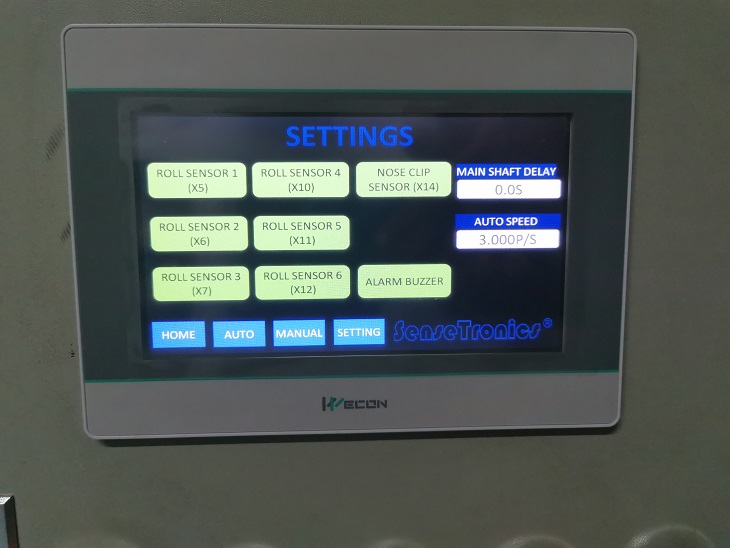 SETTINGS
ROLL SENSOR 1
(X5)
ROLL SENSOR 4
(X10)
NOSE CLIP
SENSOR (X14)
MAIN SHAFT DELAY
0.0S
ROLL SENSOR 2
(X6)
ROLL SENSOR 5
(X11)
AUTO SPEED
3.000P/S
ROLL SENSOR 3
(X7)
ROLL SENSOR 6
(X12)
ALARM BUZZER
HOME
AUTO
MANUAL
SETTING
SenseTronics®
WECON